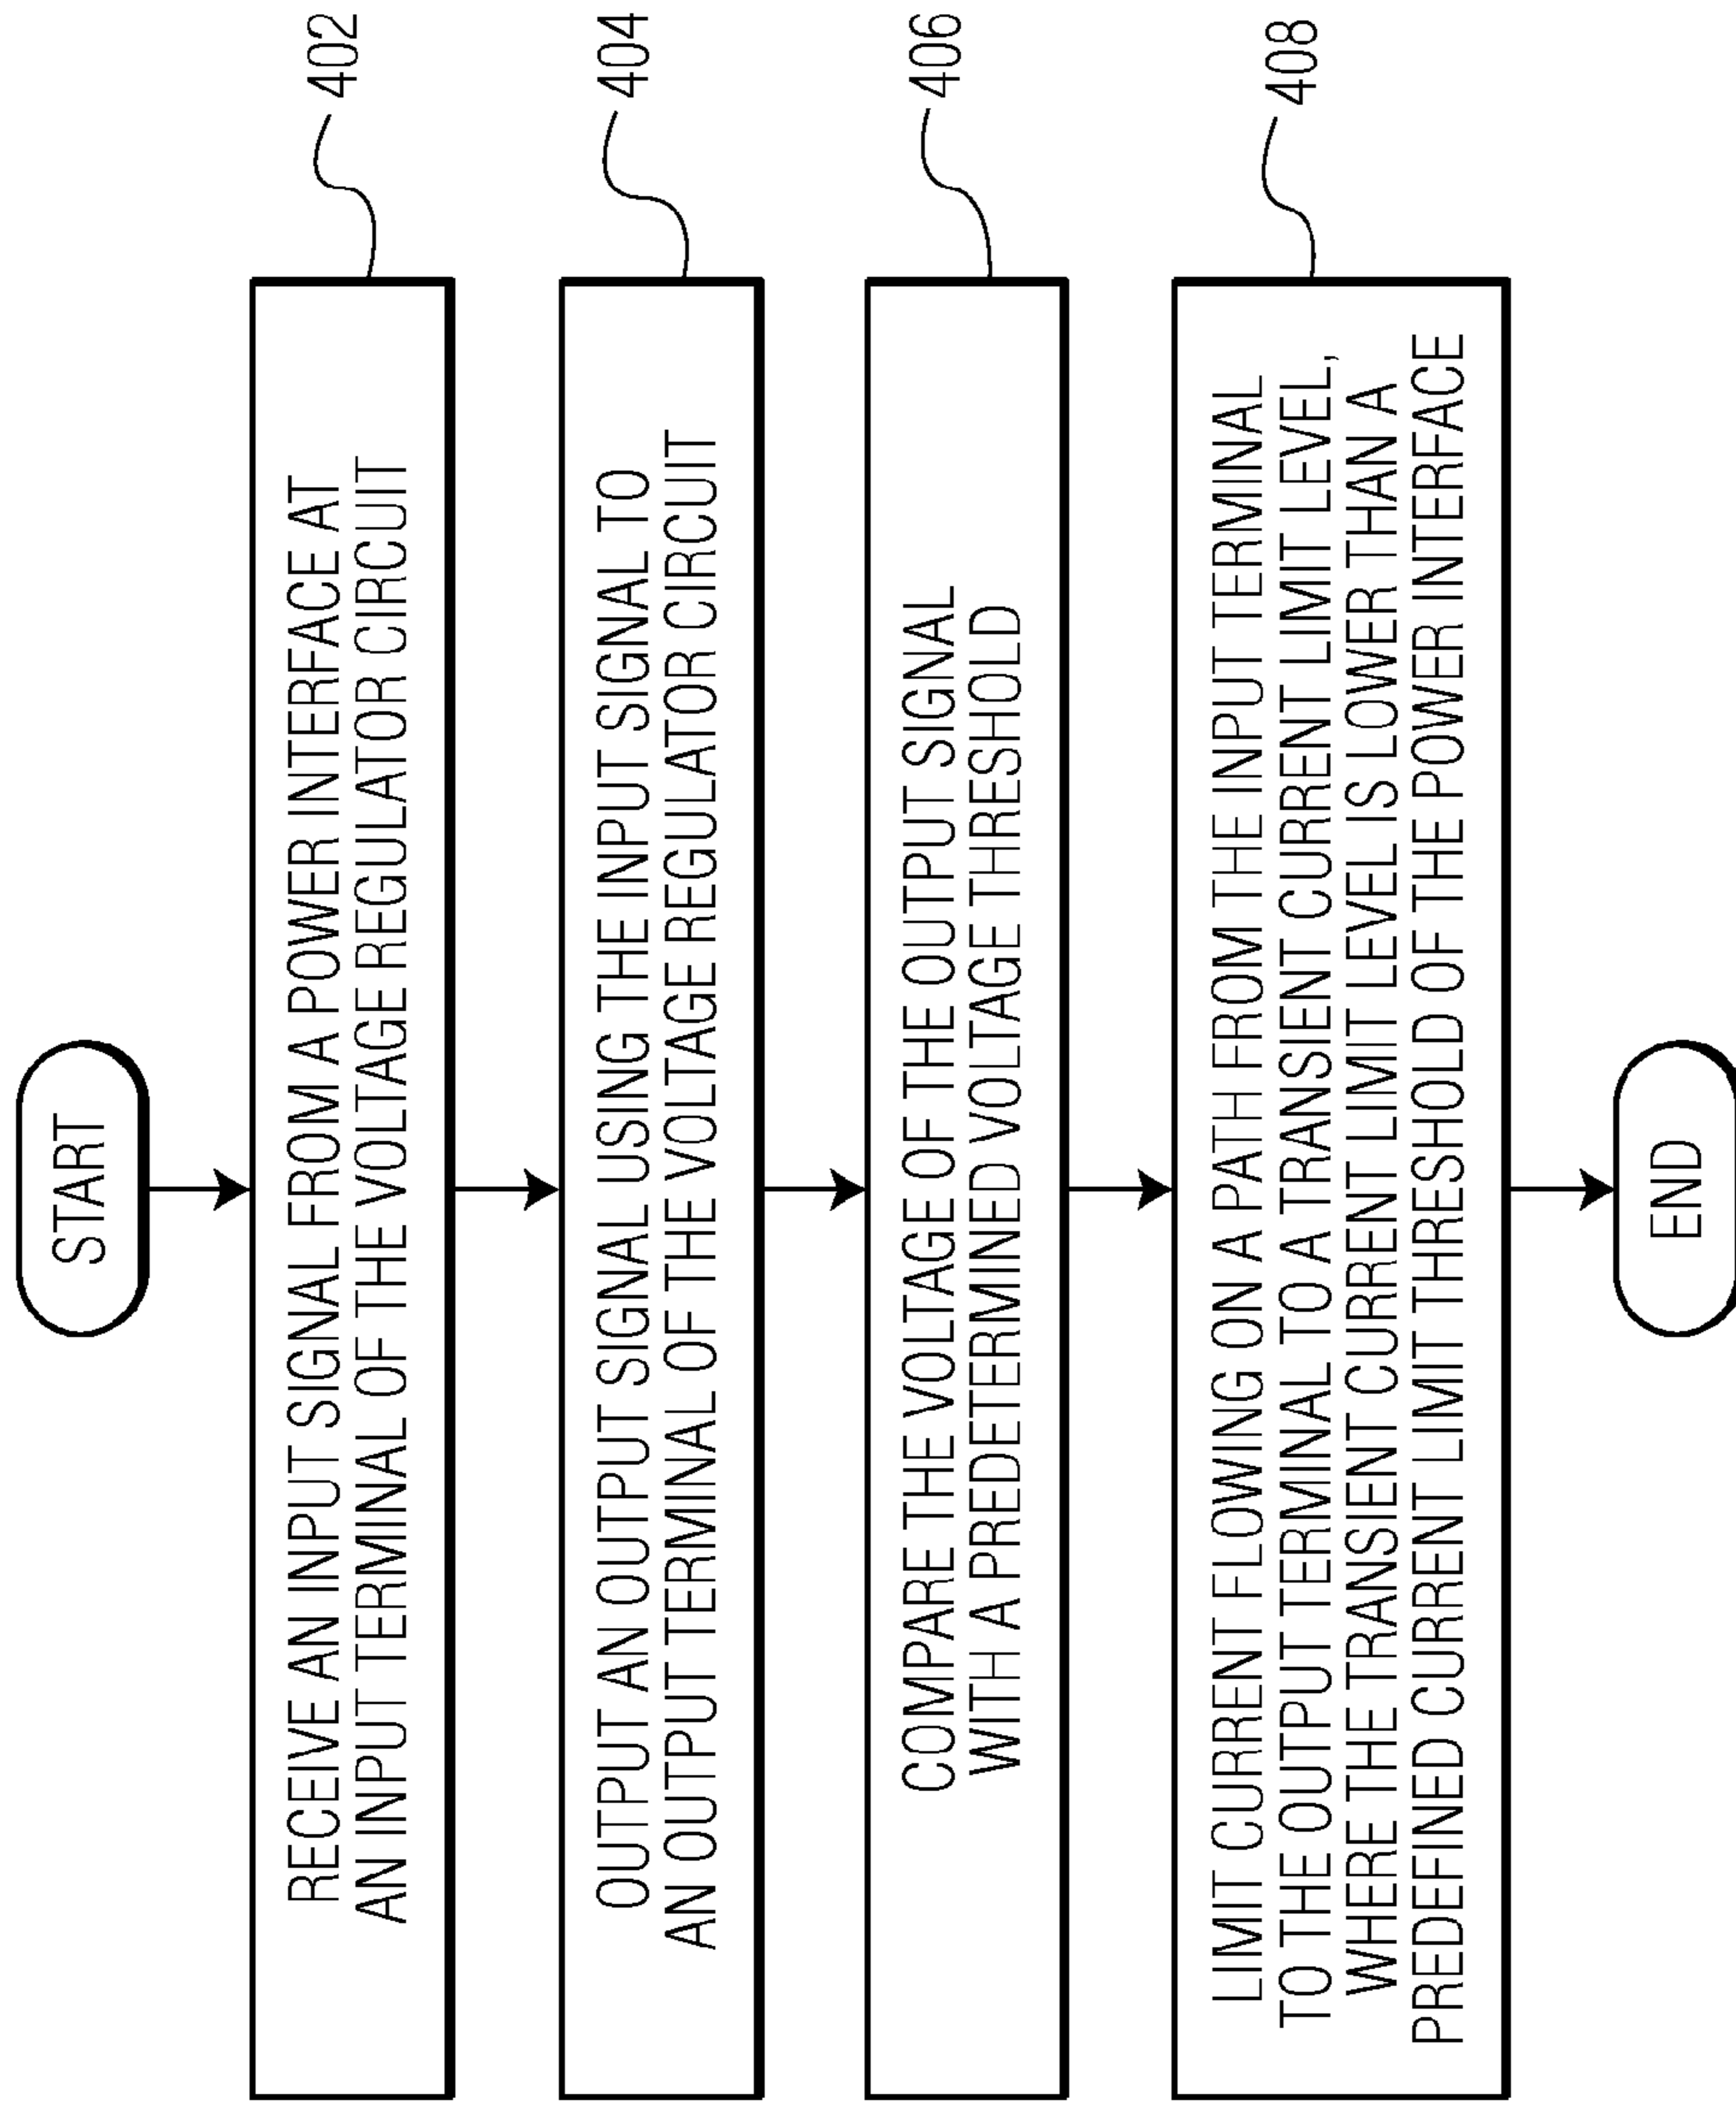 START
RECEIVE AN INPUT SIGNAL FROM A POWER INTERFACE AT
AN INPUT TERMINAL OF THE VOLTAGE REGULATOR CIRCUIT
402
OUTPUT AN OUTPUT SIGNAL USING THE INPUT SIGNAL TO
AN OUTPUT TERMINAL OF THE VOLTAGE REGULATOR CIRCUIT
404
COMPARE THE VOLTAGE OF THE OUTPUT SIGNAL
WITH A PREDETERMINED VOLTAGE THRESHOLD
406
LIMIT CURRENT FLOWING ON A PATH FROM THE INPUT TERMINAL
TO THE OUTPUT TERMINAL TO A TRANSIENT CURRENT LIMIT LEVEL,
WHERE THE TRANSIENT CURRENT LIMIT LEVEL IS LOWER THAN A
PREDEFINED CURRENT LIMIT THRESHOLD OF THE POWER INTERFACE
408
END